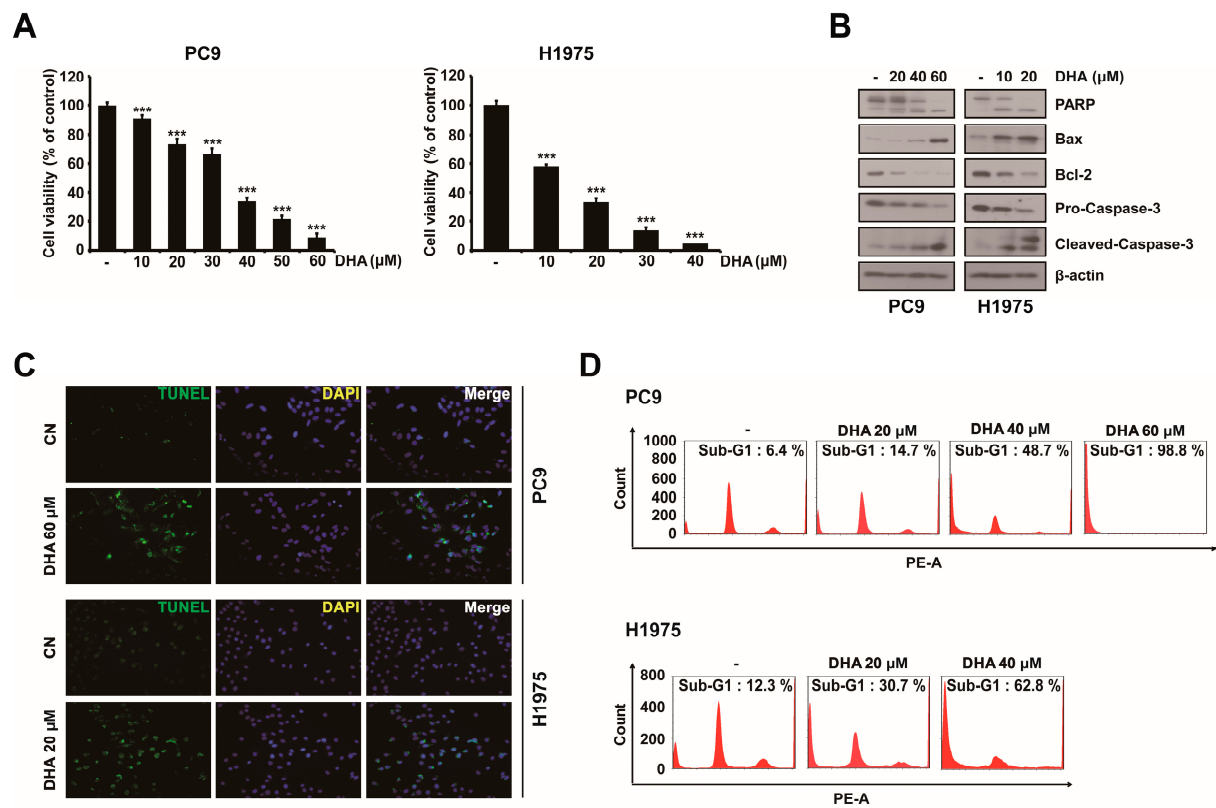 A
PC9
Cell viability (% of control)
120
100
80
60
40
20
0
***
***
***
***
***
***
- 10 20 30 40 50 60 DHA (μM)
H1975
Cell viability (% of control)
120
100
80
60
40
20
0
***
***
***
***
- 10 20 30 40 DHA (μM)
B
- 20 40 60 - 10 20 DHA (μM)
PARP
Bax
Bcl-2
Pro-Caspase-3
Cleaved-Caspase-3
β-actin
PC9 H1975
C
TUNEL DAPI Merge
CN
DHA 60 μM
PC9
TUNEL DAPI Merge
CN
DHA 20 μM
H1975
D
PC9
- DHA 20 μM DHA 40 μM DHA 60 μM
Sub-G1 : 6.4 % Sub-G1 : 14.7 % Sub-G1 : 48.7 % Sub-G1 : 98.8 %
Count
1000
800
600
400
200
0
PE-A
H1975
- DHA 20 μM DHA 40 μM
Sub-G1 : 12.3 % Sub-G1 : 30.7 % Sub-G1 : 62.8 %
Count
800
400
200
0
PE-A